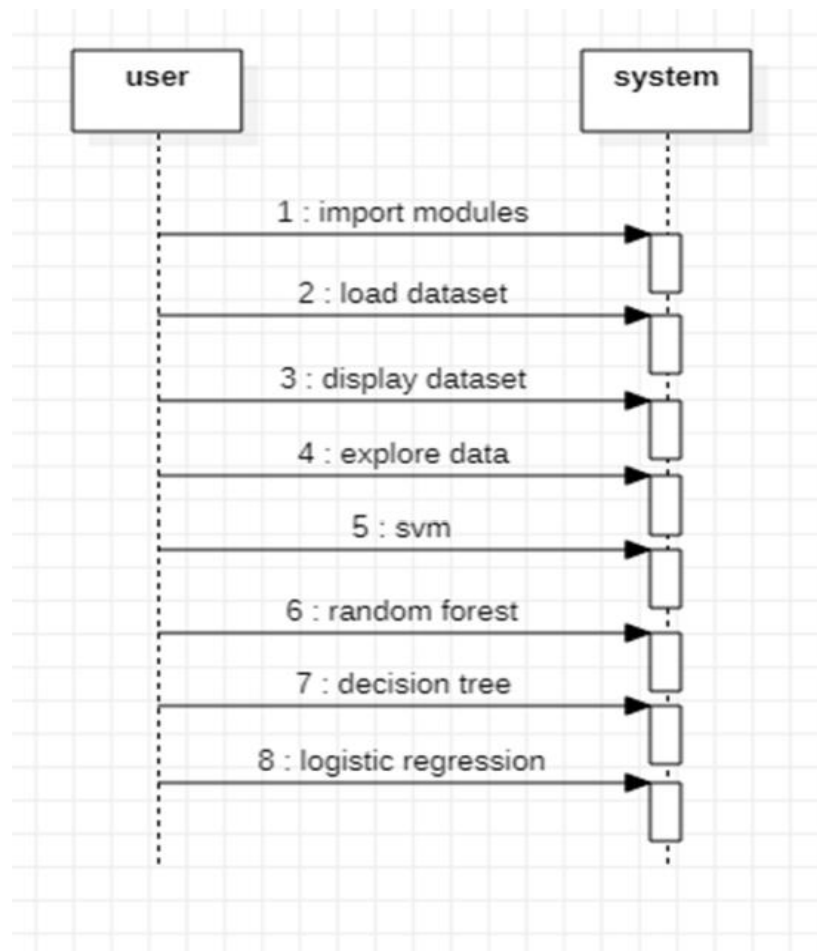 user
system
1 : import modules
2 : load dataset
3 : display dataset
4 : explore data
5 : svm
6 : random forest
7 : decision tree
8 : logistic regression